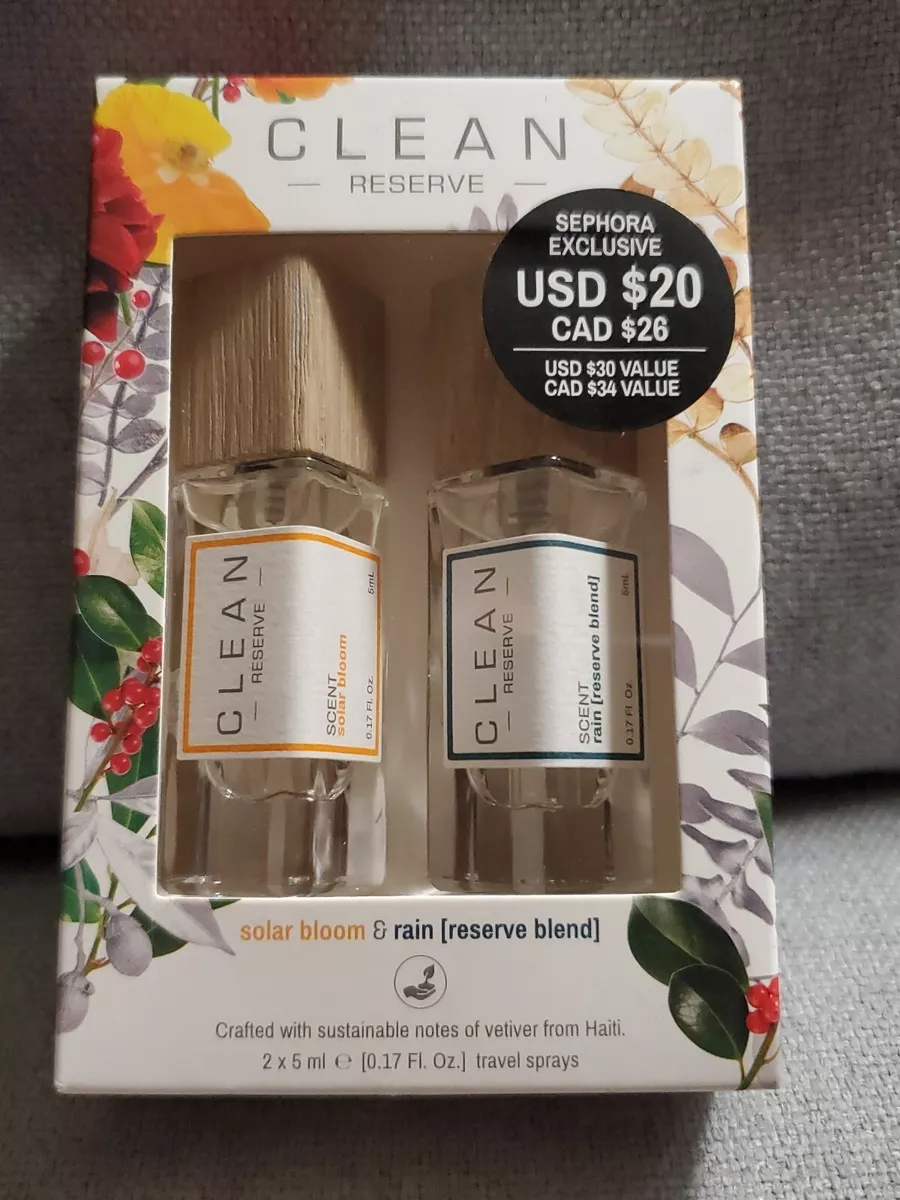 CLEAN
— RESERVE —
SEPHORA
EXCLUSIVE
USD $20
CAD $26
USD $30 VALUE
CAD $34 VALUE
CLEAN
— RESERVE —
SCENT
solar bloom
0.17 Fl. Oz.
5mL
CLEAN
— RESERVE —
SCENT
rain [reserve blend]
0.17 Fl. Oz.
5mL
solar bloom & rain [reserve blend]
Crafted with sustainable notes of vetiver from Haiti.
2 x 5 ml ℮ [0.17 Fl. Oz.] travel sprays